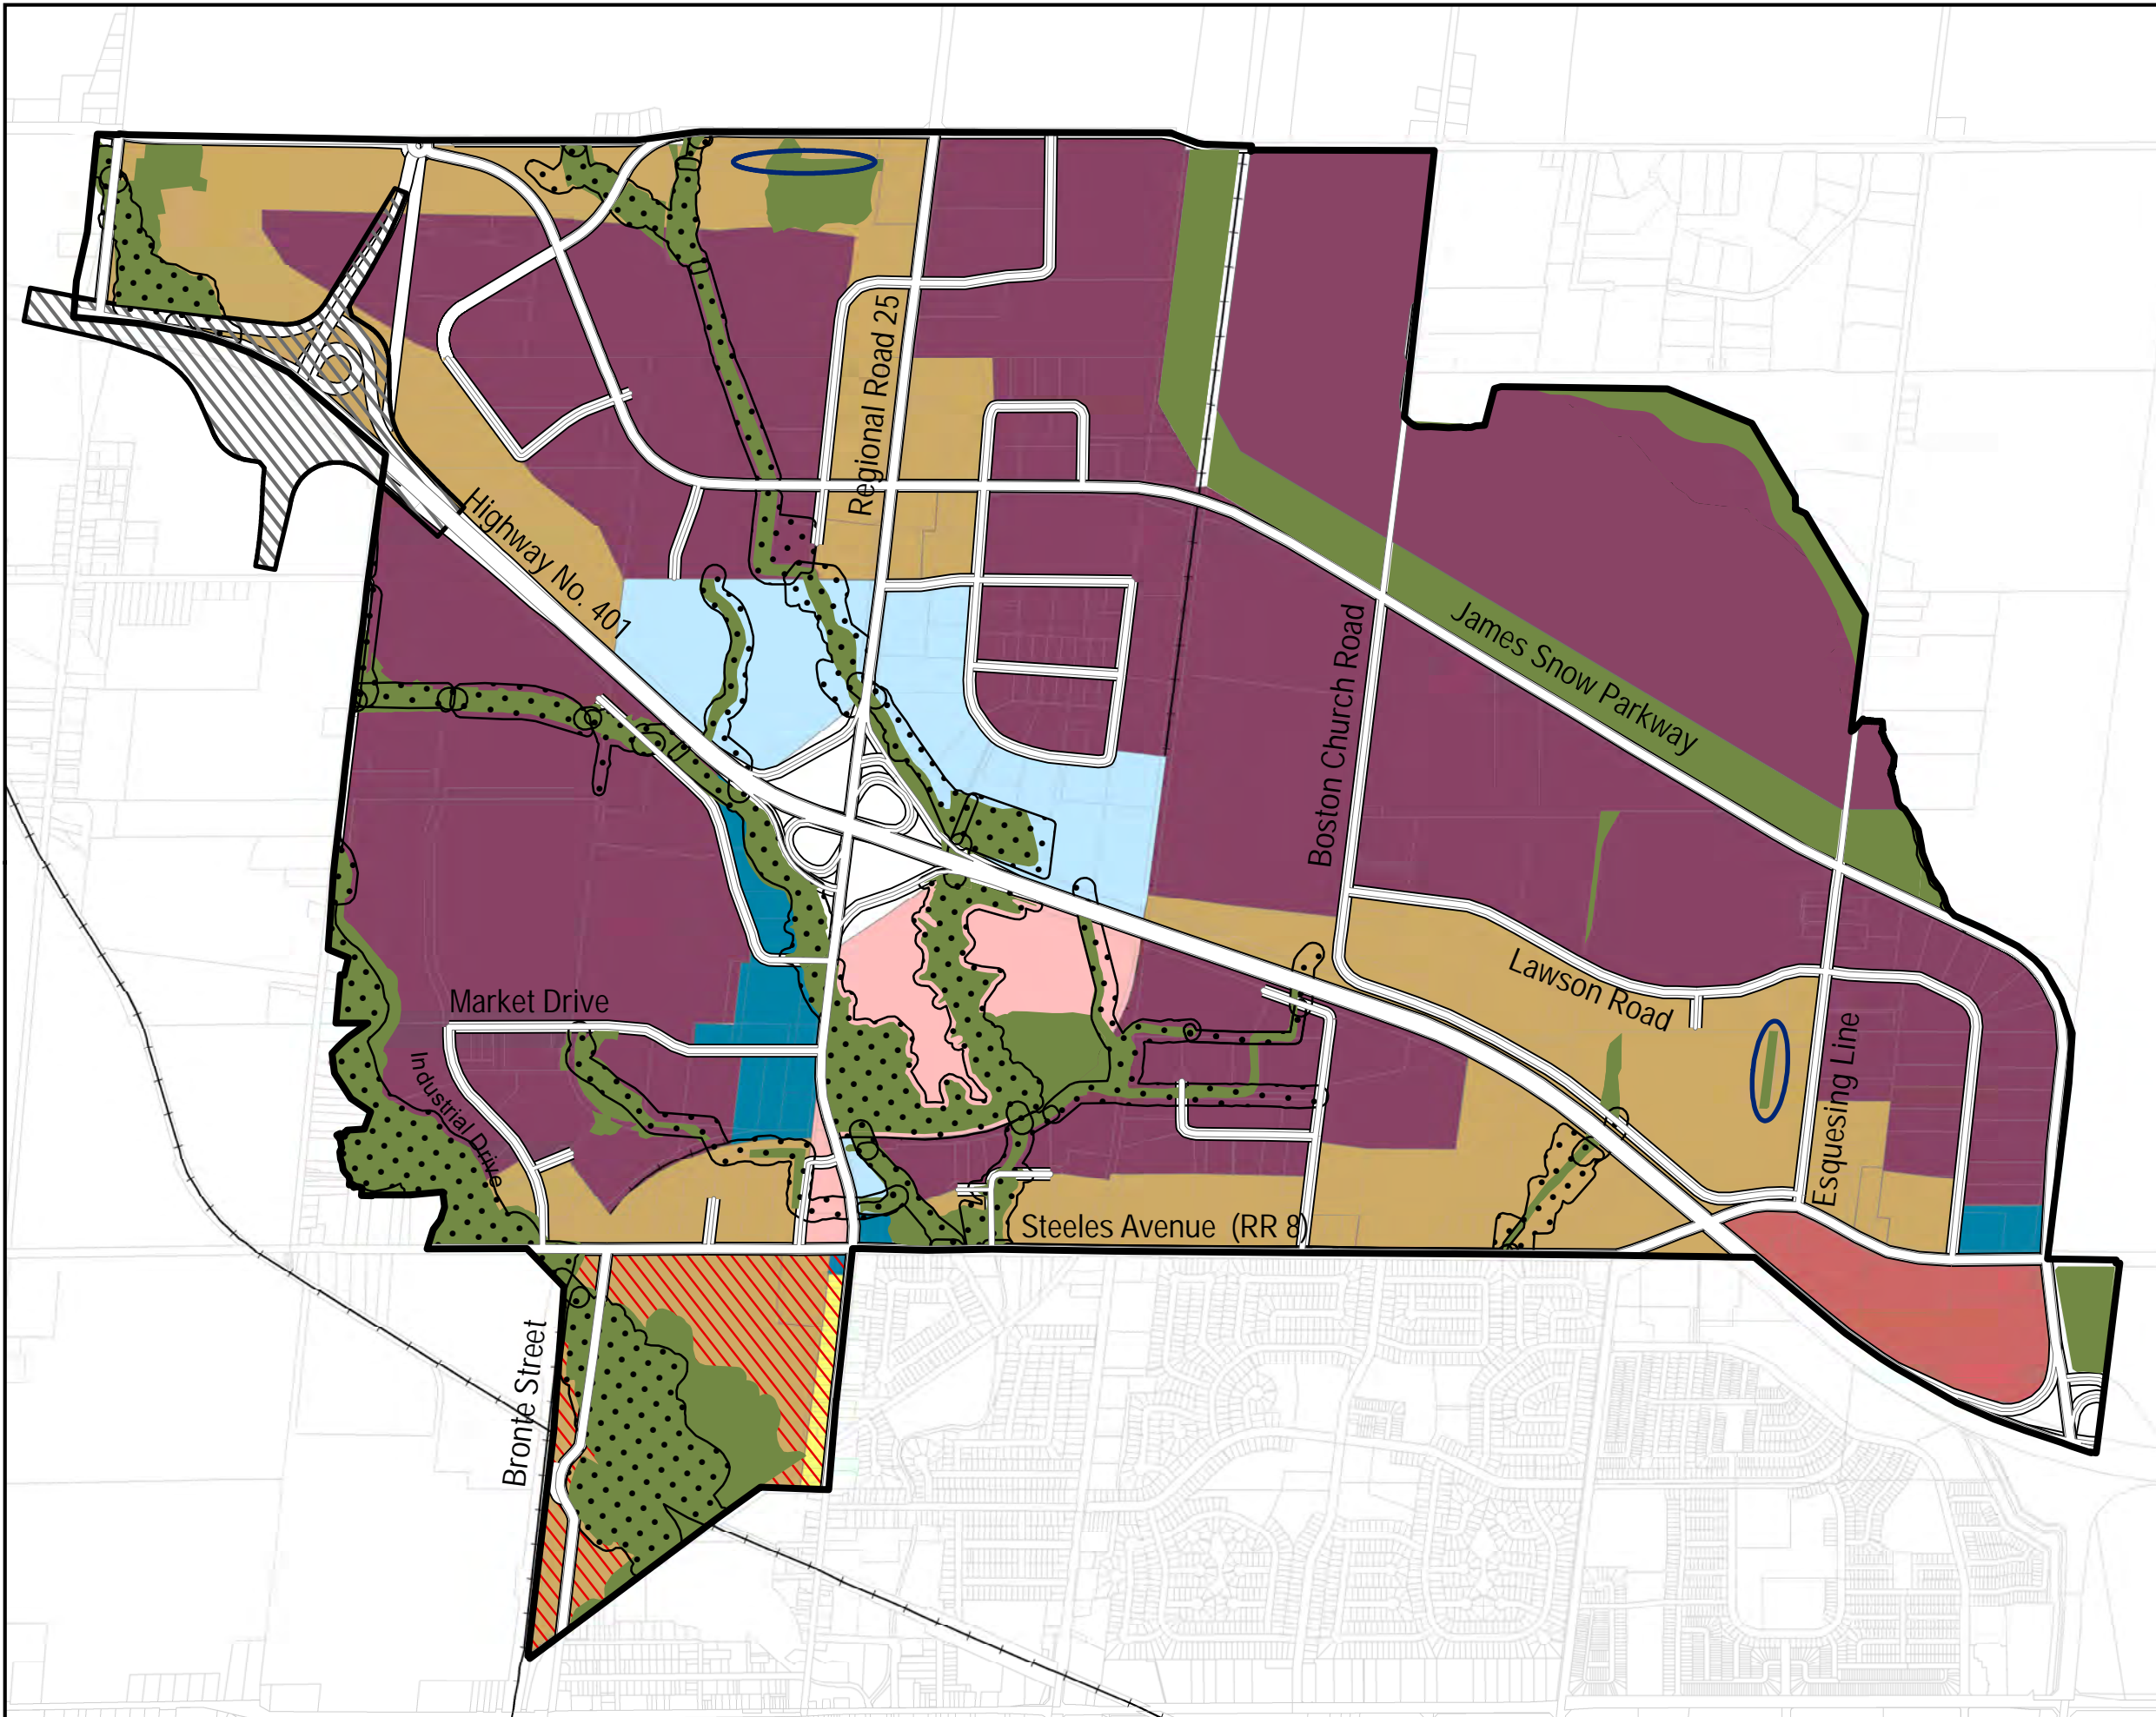 Regional Road 25
Highway No. 401
James Snow Parkway
Boston Church Road
Lawson Road
Market Drive
Industrial Drive
Esquesing Line
Steeles Avenue (RR 8)
Bronte Street